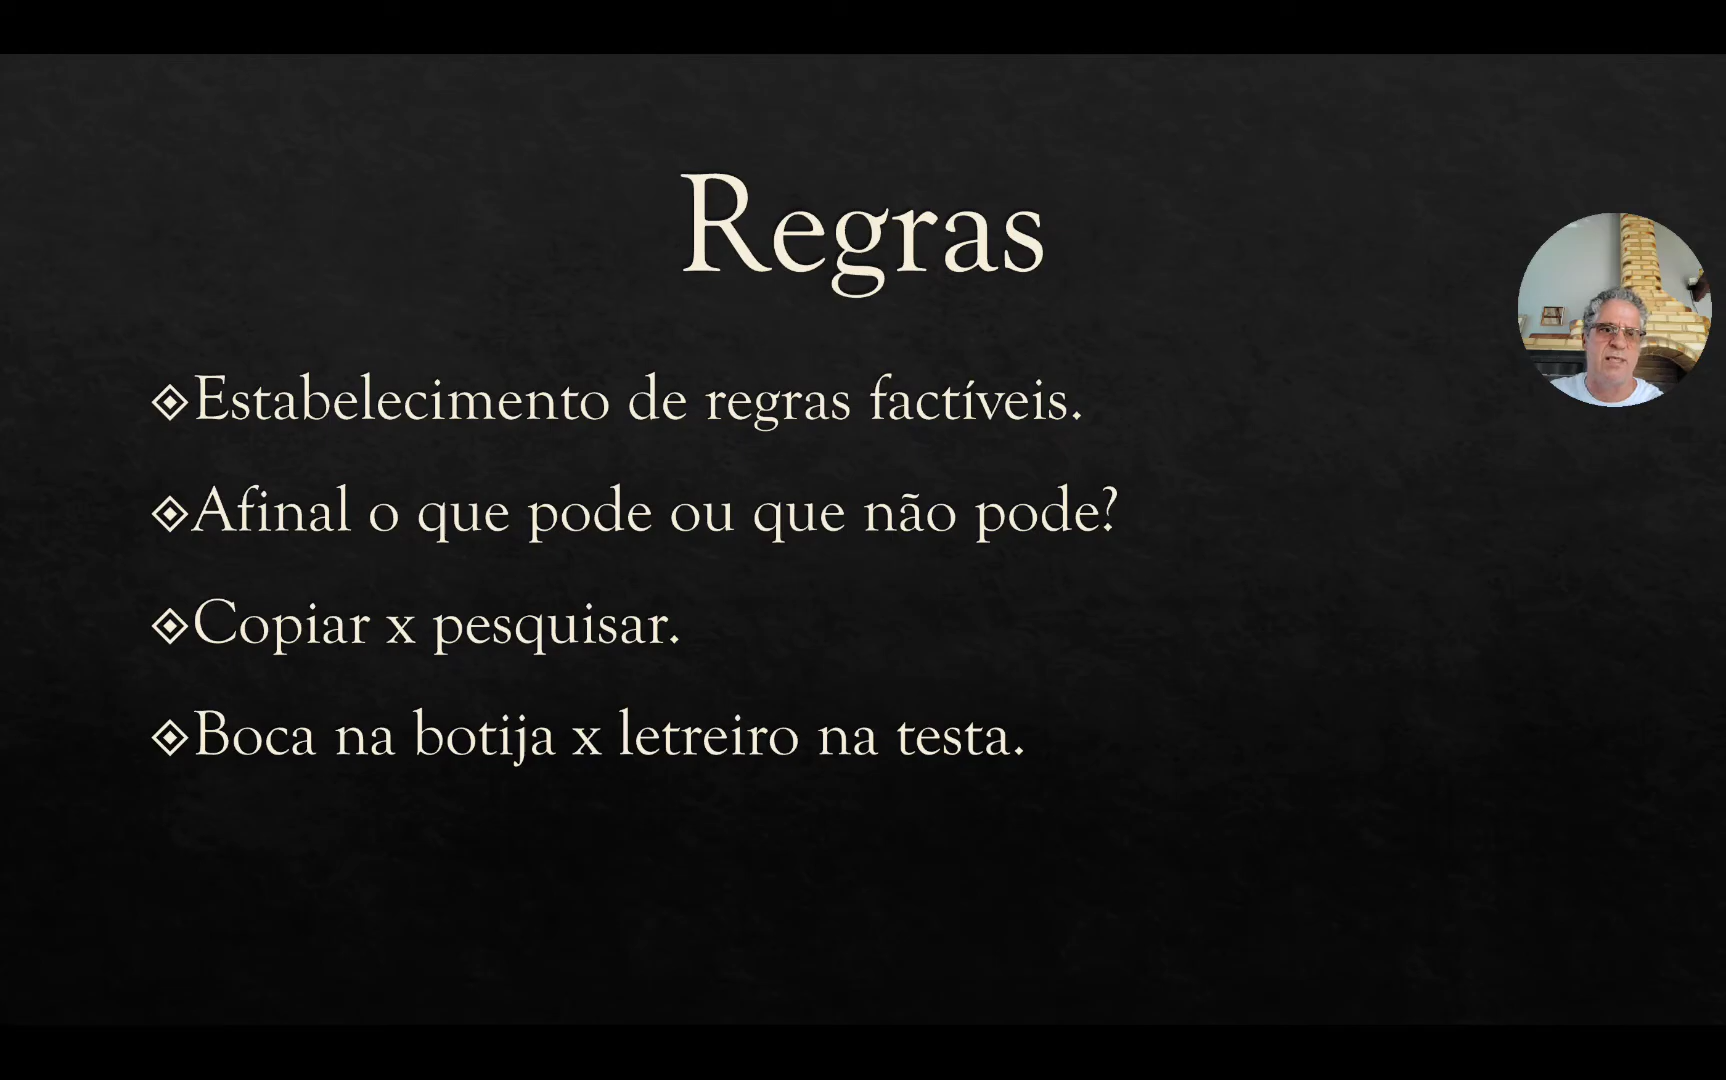 Regras
Estabelecimento de regras factíveis.
Afinal o que pode ou que não pode?
Copiar x pesquisar.
Boca na botija x letreiro na testa.